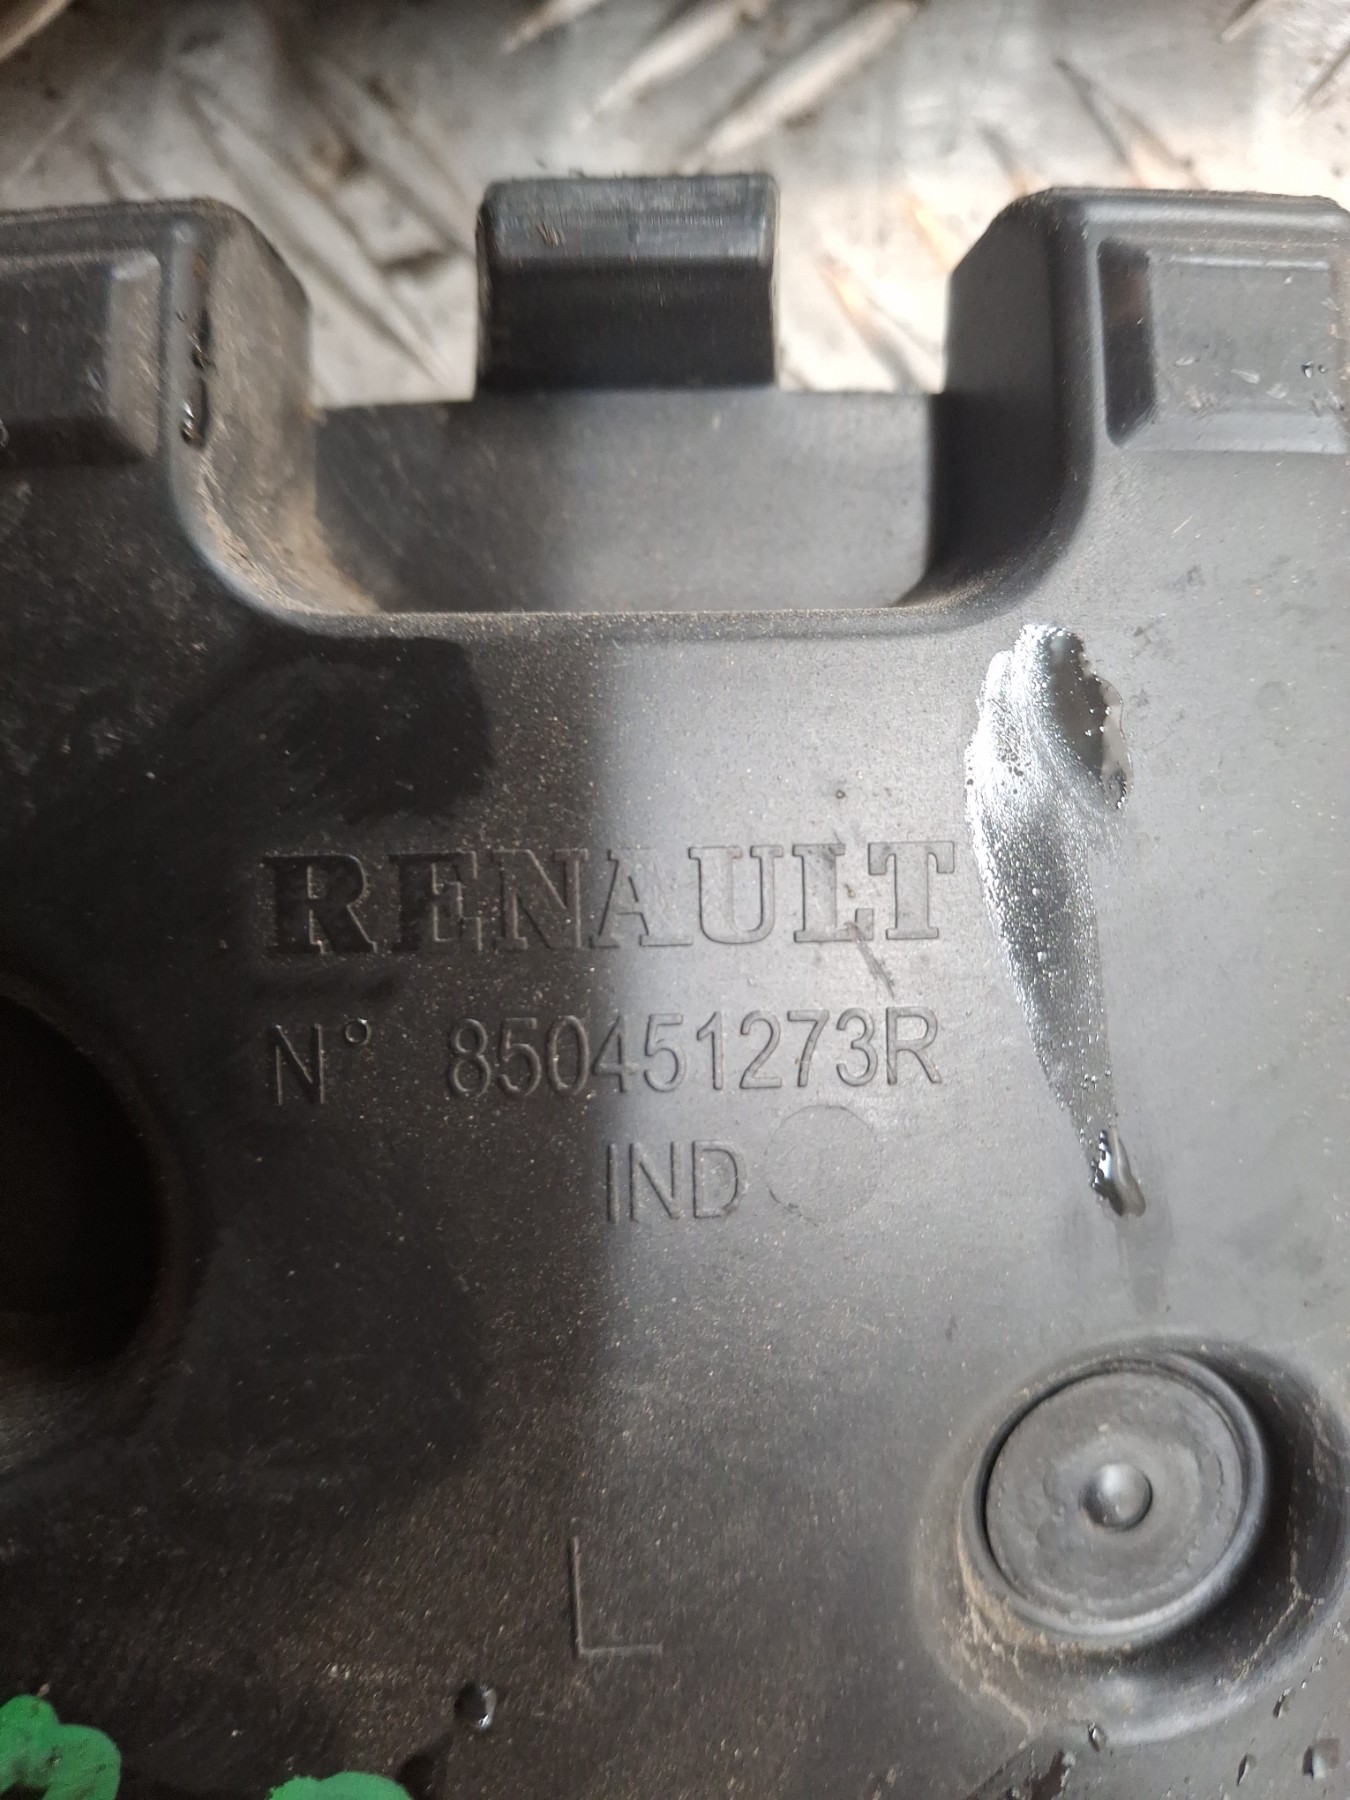 RENAULT
N° 850451273R
IND
L